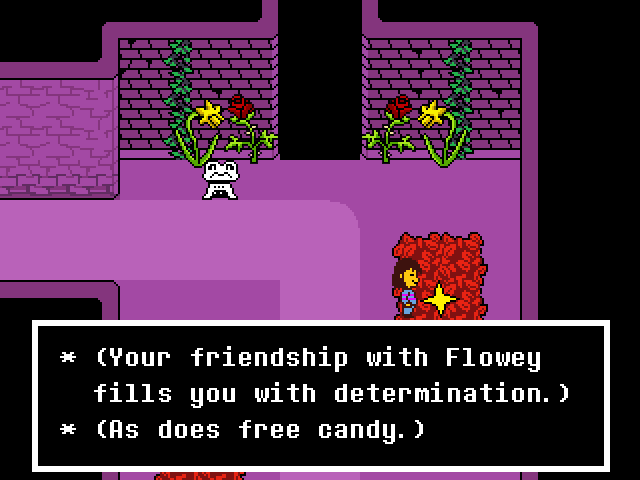 * (Your friendship with Flowey
fills you with determination.)
* (As does free candy.)